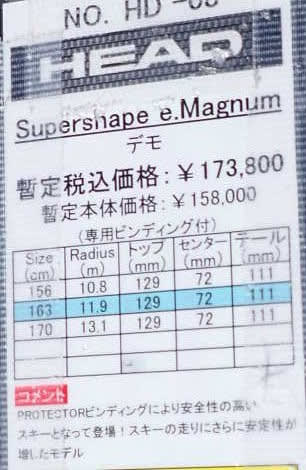 NO. HD -03
HEAD
Supershape e.Magnum
デモ
暫定税込価格：￥173,800
暫定本体価格：￥158,000
(専用ビンディング付)
Size (cm) Radius (m) トップ (mm) センター (mm) テール (mm)
156 10.8 129 72 111
163 11.9 129 72 111
170 13.1 129 72 111
コメント
PROTECTORビンディングにより安全性の高い
スキーとなって登場！スキーの走りにさらに安定性が
増したモデル